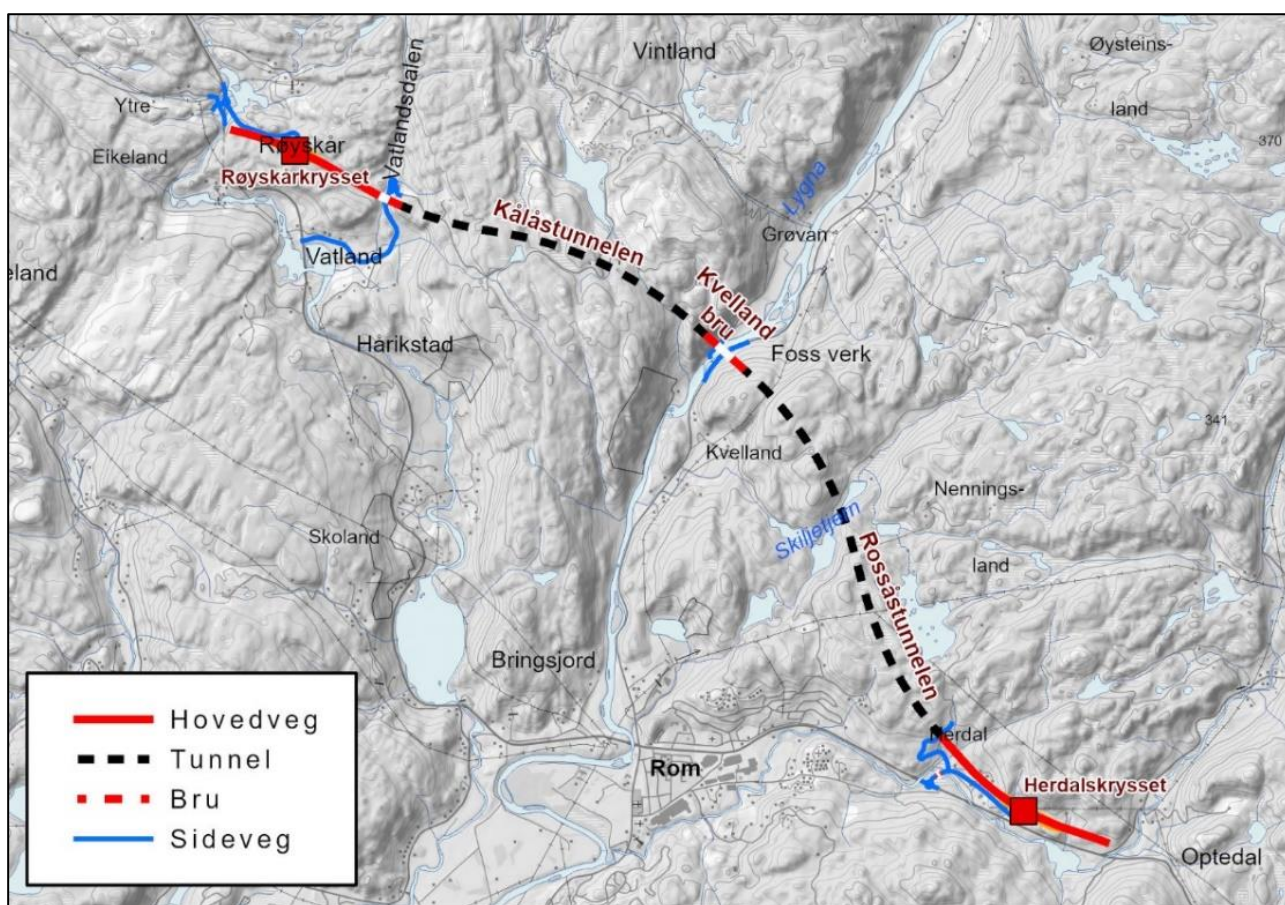 Vintland
Øysteins-
land
370
Ytre
Eikeland
Røyskår
Røyskårkrysset
Vatlandsdalen
Lygna
Kålåstunnelen
Grøvan
Vatland
eland
Kvelland
bru
Harikstad
Foss verk
341
Kvelland
Nennings-
land
Skoland
Skiljetjern
Rossåstunnelen
Bringsjord
Herdal
Rom
Herdalskrysset
Optedal
Hovedveg
Tunnel
Bru
Sideveg